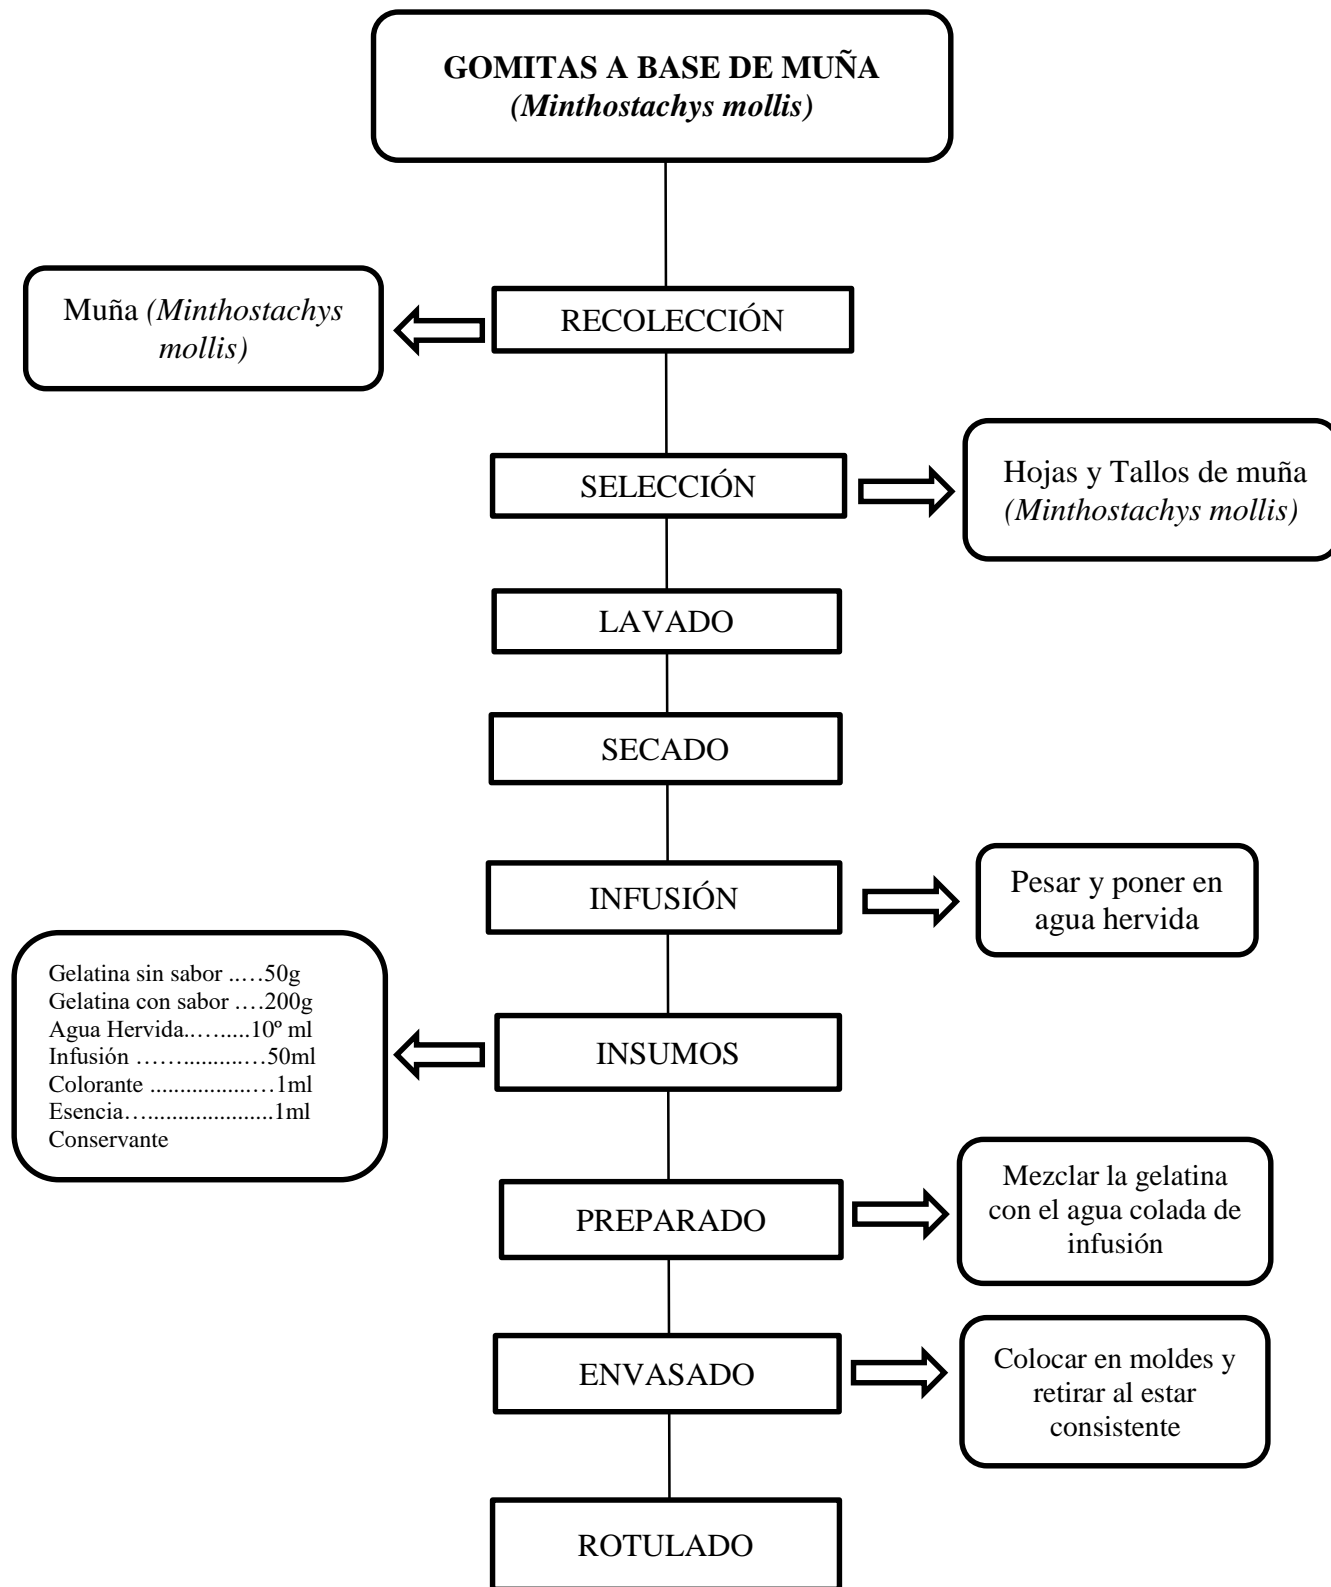 GOMITAS A BASE DE MUÑA
(Minthostachys mollis)
RECOLECCIÓN
Muña (Minthostachys
mollis)
SELECCIÓN
Hojas y Tallos de muña
(Minthostachys mollis)
LAVADO
SECADO
INFUSIÓN
Pesar y poner en
agua hervida
INSUMOS
Gelatina sin sabor ..…50g
Gelatina con sabor .…200g
Agua Hervida..….....10º ml
Infusión ……..........…50ml
Colorante ..................…1ml
Esencia…......................1ml
Conservante
PREPARADO
Mezclar la gelatina
con el agua colada de
infusión
ENVASADO
Colocar en moldes y
retirar al estar
consistente
ROTULADO